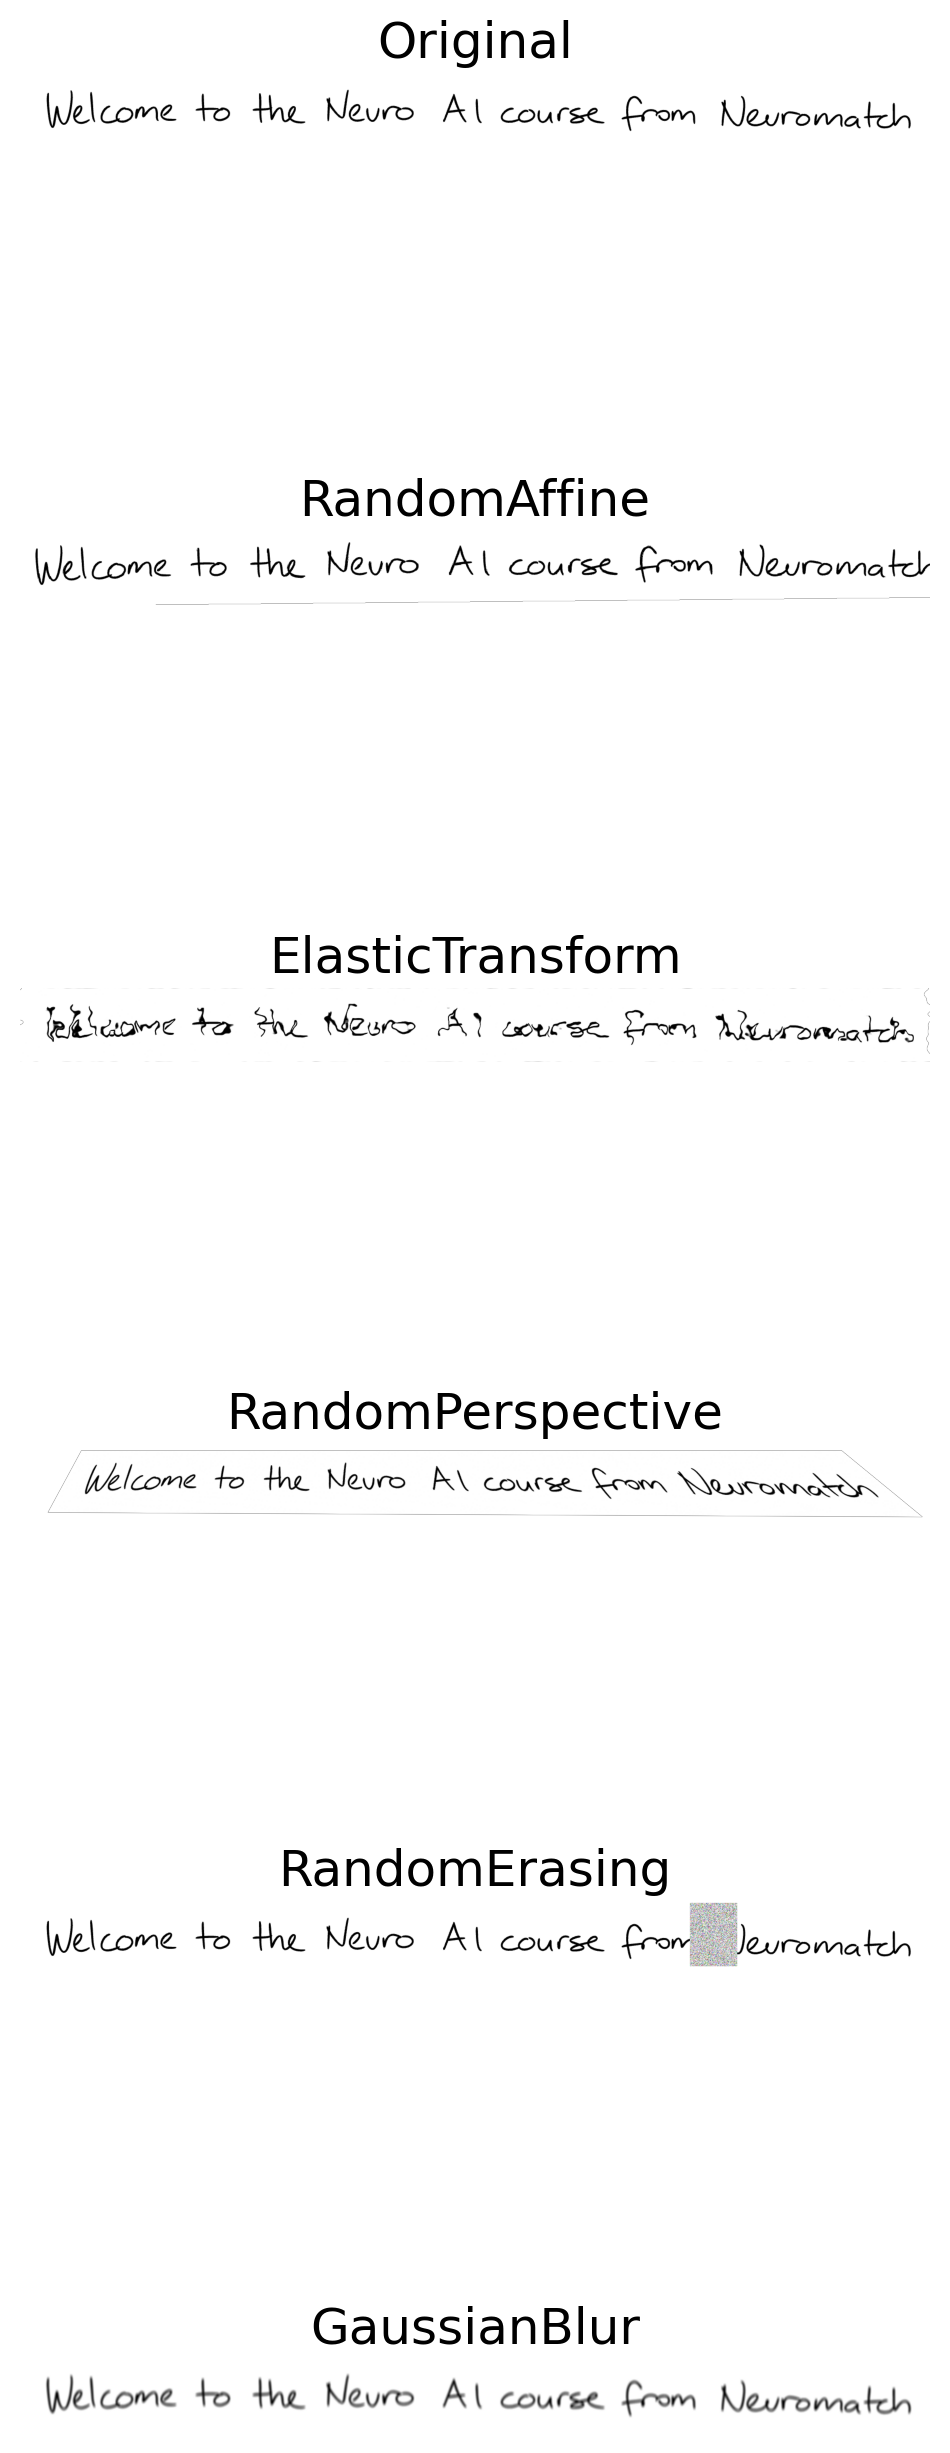 Original
Welcome to the Neuro AI course from Neuromatch
RandomAffine
Welcome to the Neuro AI course from Neuromatch
ElasticTransform
Welcome to the Neuro AI course from Neuromatch
RandomPerspective
Welcome to the Neuro AI course from Neuromatch
RandomErasing
Welcome to the Neuro AI course from euromatch
GaussianBlur
Welcome to the Neuro AI course from Neuromatch